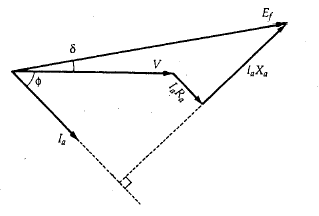 E_f
δ
V
φ
I_aR_a
I_aX_a
I_a